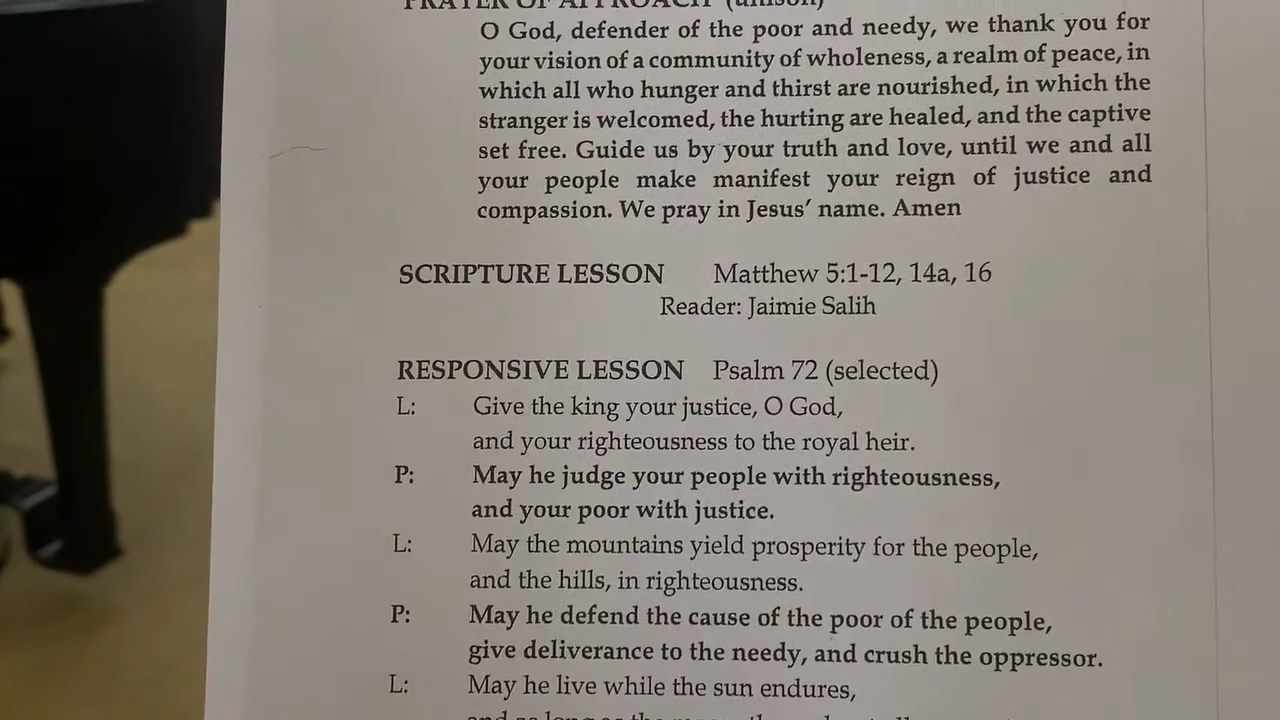 PRAYER OF APPROACH (unison)
O God, defender of the poor and needy, we thank you for
your vision of a community of wholeness, a realm of peace, in
which all who hunger and thirst are nourished, in which the
stranger is welcomed, the hurting are healed, and the captive
set free. Guide us by your truth and love, until we and all
your people make manifest your reign of justice and
compassion. We pray in Jesus’ name. Amen
SCRIPTURE LESSON Matthew 5:1-12, 14a, 16
Reader: Jaimie Salih
RESPONSIVE LESSON Psalm 72 (selected)
L: Give the king your justice, O God,
and your righteousness to the royal heir.
P: May he judge your people with righteousness,
and your poor with justice.
L: May the mountains yield prosperity for the people,
and the hills, in righteousness.
P: May he defend the cause of the poor of the people,
give deliverance to the needy, and crush the oppressor.
L: May he live while the sun endures,